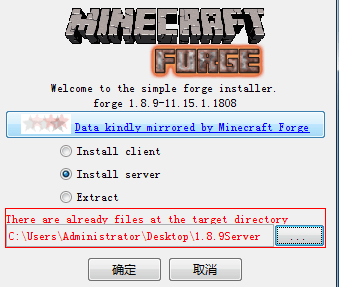 MINECRAFT
FORGE
Welcome to the simple forge installer.
forge 1.8.9-11.15.1.1808
Data kindly mirrored by Minecraft Forge
Install client
Install server
Extract
There are already files at the target directory
C:\Users\Administrator\Desktop\1.8.9Server ...
确定 取消